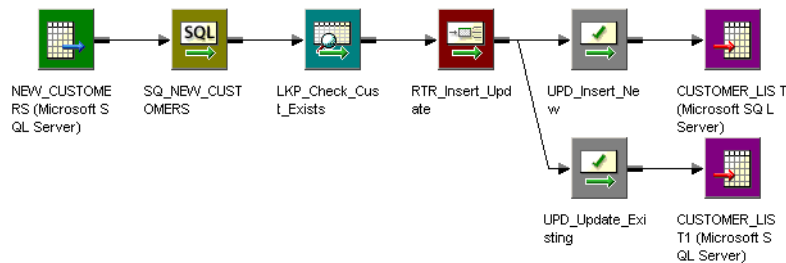 SQL
NEW_CUSTOME
RS (Microsoft S
QL Server)
SQ_NEW_CUST
OMERS
LKP_Check_Cus
t_Exists
RTR_Insert_Upd
ate
UPD_Insert_Ne
w
CUSTOMER_LIS T
(Microsoft SQ L
Server)
UPD_Update_Exi
sting
CUSTOMER_LIS
T1 (Microsoft S
QL Server)